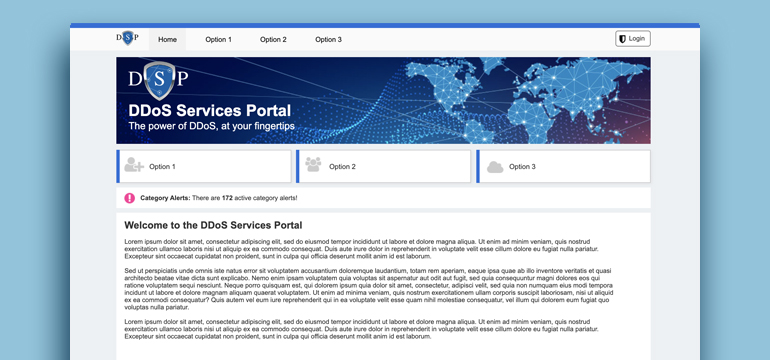 DSP
Home
Option 1
Option 2
Option 3
Login
DSP
DDoS Services Portal
The power of DDoS, at your fingertips
Option 1
Option 2
Option 3
Category Alerts: There are 172 active category alerts!
Welcome to the DDoS Services Portal
Lorem ipsum dolor sit amet, consectetur adipiscing elit, sed do eiusmod tempor incididunt ut labore et dolore magna aliqua. Ut enim ad minim veniam, quis nostrud
exercitation ullamco laboris nisi ut aliquip ex ea commodo consequat. Duis aute irure dolor in reprehenderit in voluptate velit esse cillum dolore eu fugiat nulla pariatur.
Excepteur sint occaecat cupidatat non proident, sunt in culpa qui officia deserunt mollit anim id est laborum.
Sed ut perspiciatis unde omnis iste natus error sit voluptatem accusantium doloremque laudantium, totam rem aperiam, eaque ipsa quae ab illo inventore veritatis et quasi
architecto beatae vitae dicta sunt explicabo. Nemo enim ipsam voluptatem quia voluptas sit aspernatur aut odit aut fugit, sed quia consequuntur magni dolores eos qui
ratione voluptatem sequi nesciunt. Neque porro quisquam est, qui dolorem ipsum quia dolor sit amet, consectetur, adipisci velit, sed quia non numquam eius modi tempora
incidunt ut labore et dolore magnam aliquam quaerat voluptatem. Ut enim ad minima veniam, quis nostrum exercitationem ullam corporis suscipit laboriosam, nisi ut aliquid
ex ea commodi consequatur? Quis autem vel eum iure reprehenderit qui in ea voluptate velit esse quam nihil molestiae consequatur, vel illum qui dolorem eum fugiat quo
voluptas nulla pariatur.
Lorem ipsum dolor sit amet, consectetur adipiscing elit, sed do eiusmod tempor incididunt ut labore et dolore magna aliqua. Ut enim ad minim veniam, quis nostrud
exercitation ullamco laboris nisi ut aliquip ex ea commodo consequat. Duis aute irure dolor in reprehenderit in voluptate velit esse cillum dolore eu fugiat nulla pariatur.
Excepteur sint occaecat cupidatat non proident, sunt in culpa qui officia deserunt mollit anim id est laborum.